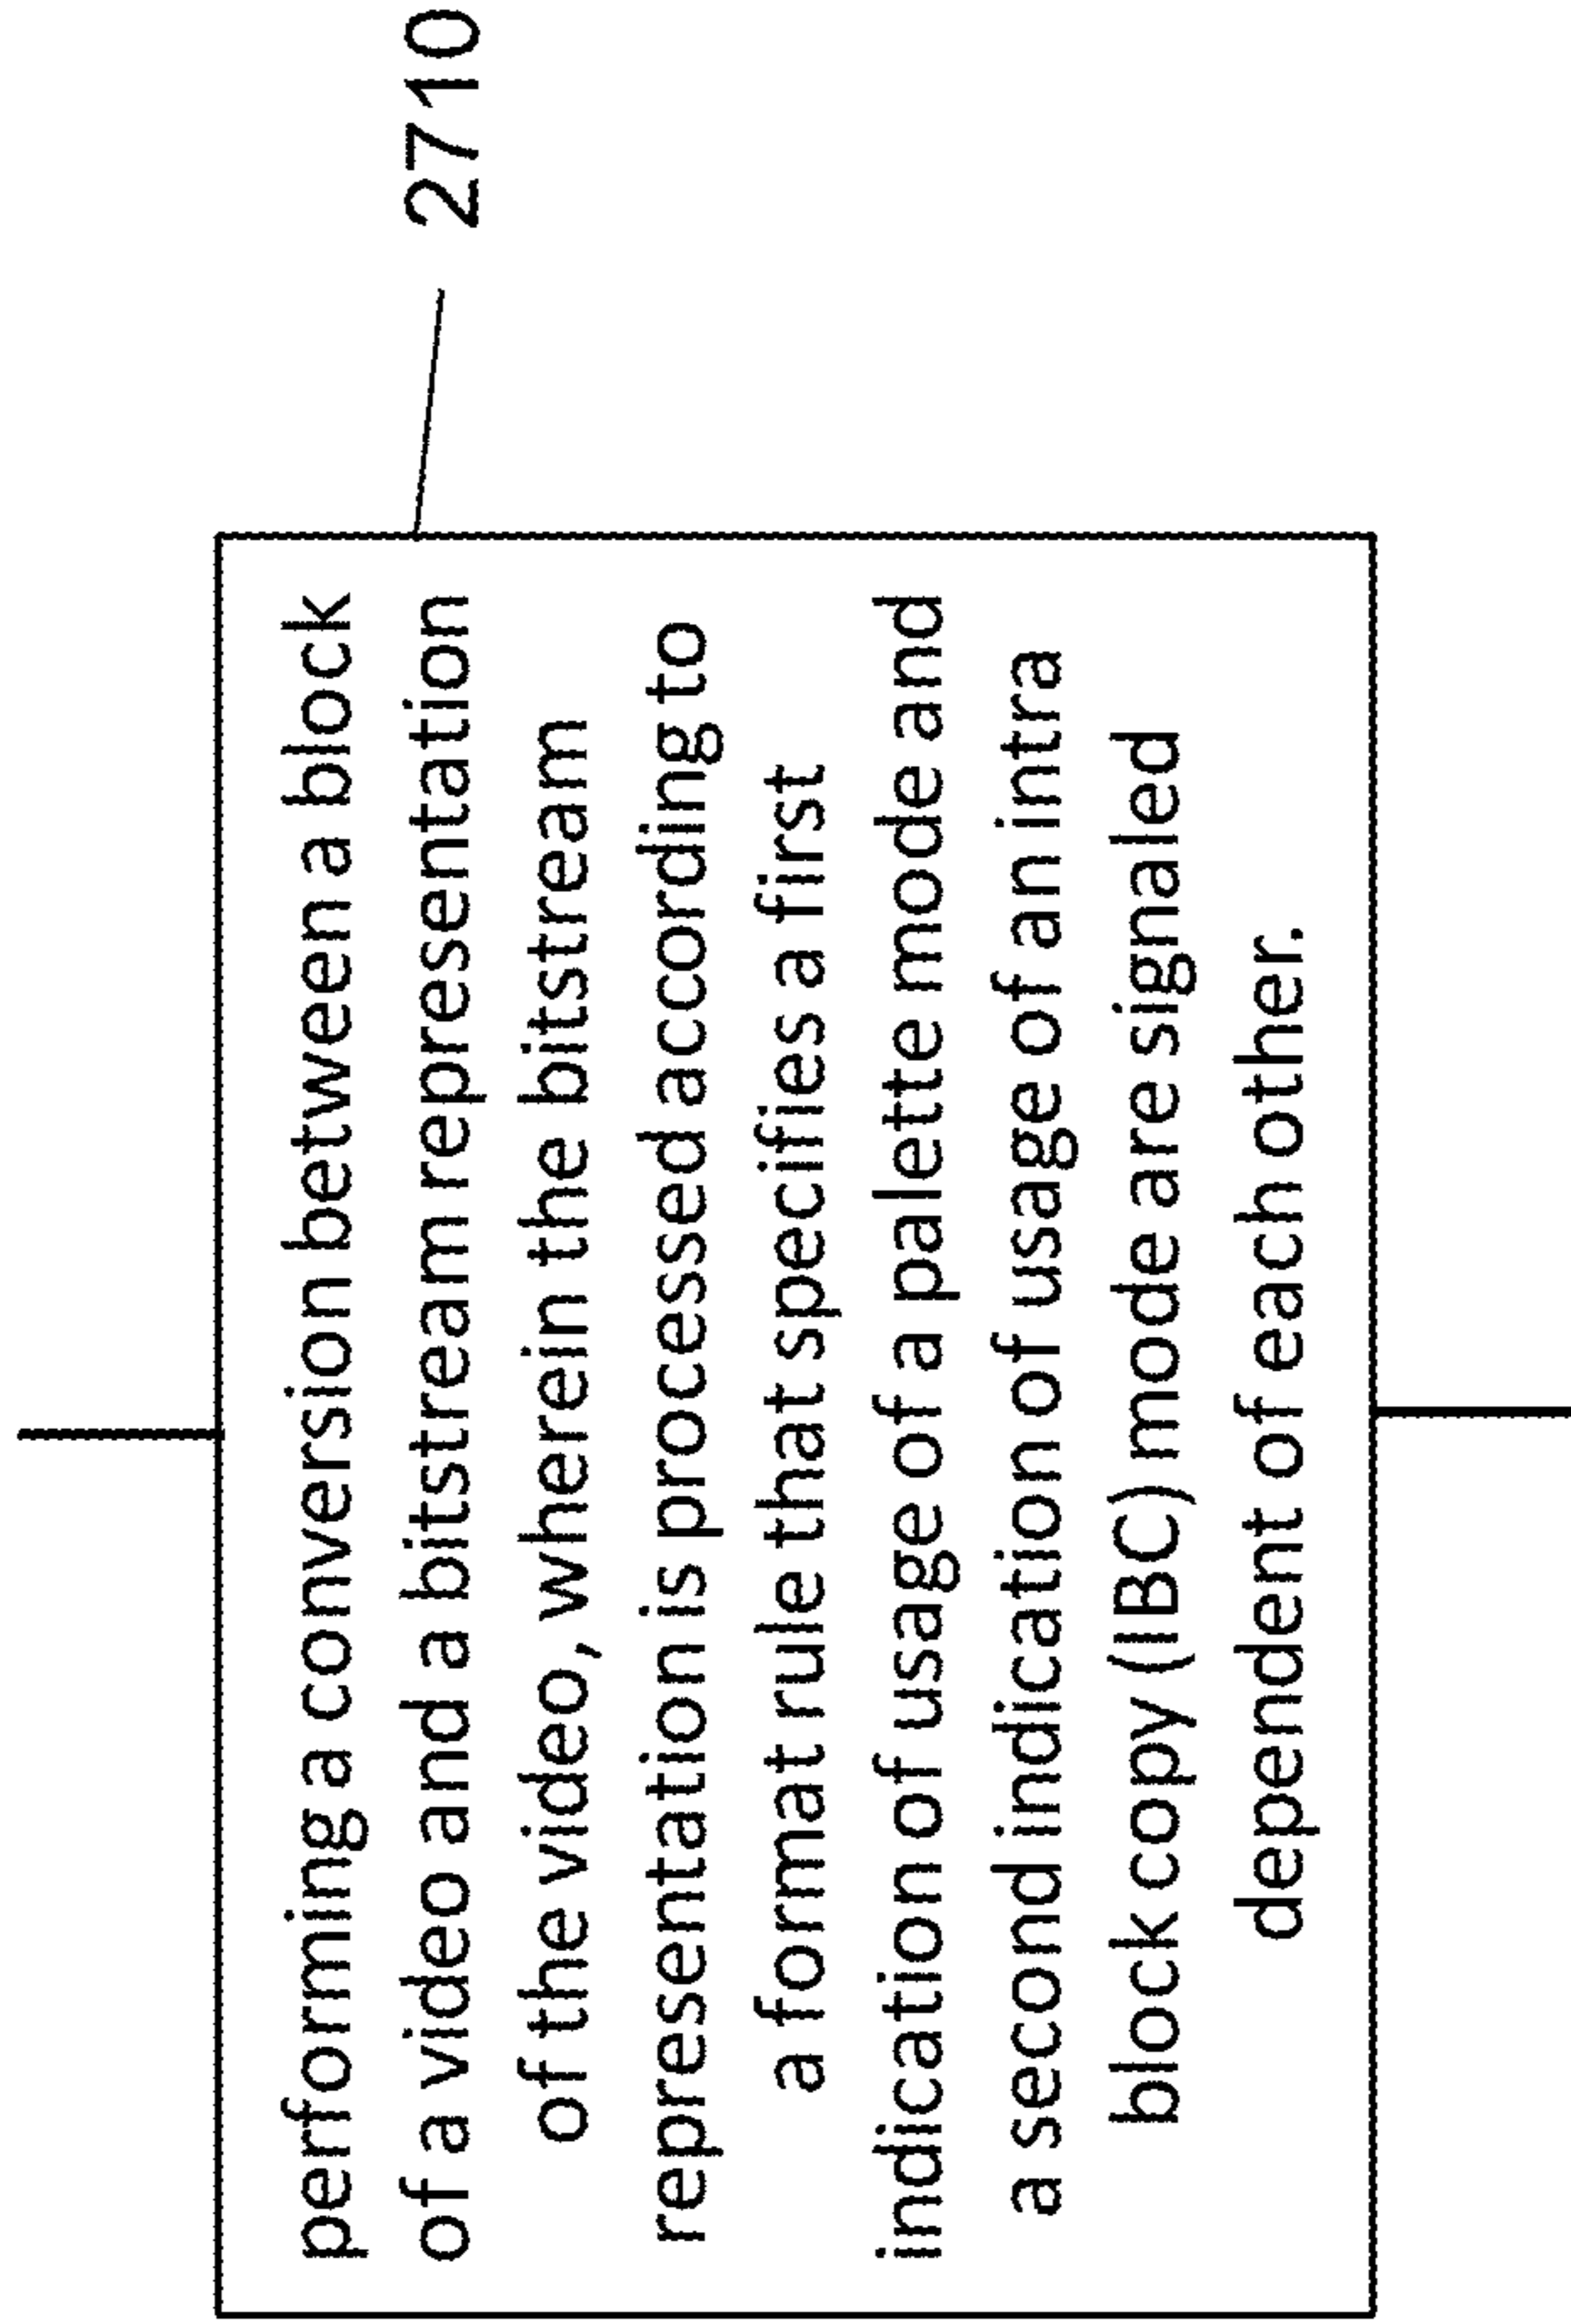 performing a conversion between a block
of a video and a bitstream representation
of the video, wherein the bitstream
representation is processed according to
a format rule that specifies a first
indication of usage of a palette mode and
a second indication of usage of an intra
block copy (IBC) mode are signaled
dependent of each other.
2710